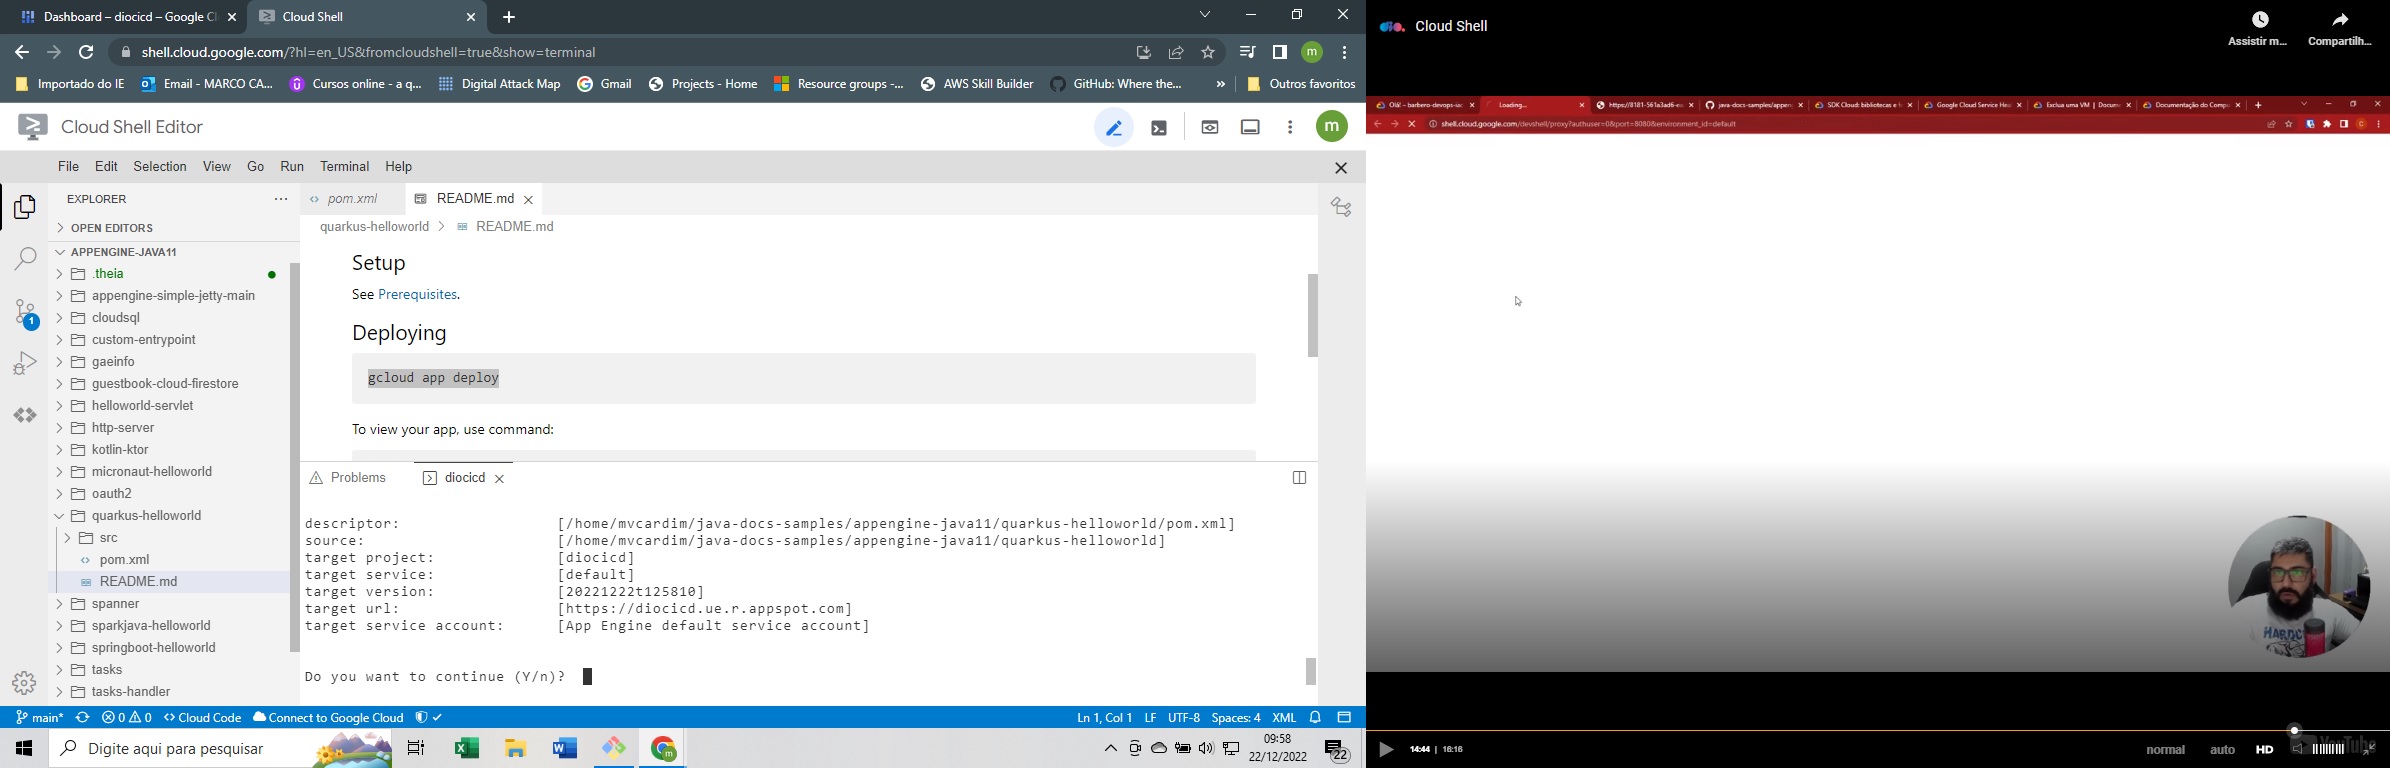 Dashboard – diocicd – Google Cl
Cloud Shell
shell.cloud.google.com/?hl=en_US&fromcloudshell=true&show=terminal
m
Importado do IE
Email - MARCO CA...
Cursos online - a q...
Digital Attack Map
Gmail
Projects - Home
Resource groups -...
AWS Skill Builder
GitHub: Where the...
»
Outros favoritos
Cloud Shell Editor
m
File Edit Selection View Go Run Terminal Help
EXPLORER
pom.xml
README.md
OPEN EDITORS
quarkus-helloworld > README.md
APPENGINE-JAVA11
.theia
appengine-simple-jetty-main
cloudsql
custom-entrypoint
gaeinfo
guestbook-cloud-firestore
helloworld-servlet
http-server
kotlin-ktor
micronaut-helloworld
oauth2
quarkus-helloworld
src
pom.xml
README.md
spanner
sparkjava-helloworld
springboot-helloworld
tasks
tasks-handler
1
Setup
See Prerequisites.
Deploying
gcloud app deploy
To view your app, use command:
Problems
diocicd
descriptor: [/home/mvcardim/java-docs-samples/appengine-java11/quarkus-helloworld/pom.xml]
source: [/home/mvcardim/java-docs-samples/appengine-java11/quarkus-helloworld]
target project: [diocicd]
target service: [default]
target version: [20221222t125810]
target url: [https://diocicd.ue.r.appspot.com]
target service account: [App Engine default service account]
Do you want to continue (Y/n)?
main* 0 0 Cloud Code Connect to Google Cloud
Ln 1, Col 1 LF UTF-8 Spaces: 4 XML
Digite aqui para pesquisar
09:58
22/12/2022
22
dio. Cloud Shell
Assistir m...
Compartilh...
Olá! – barbero-devops-iac
Loading...
https://8181-561a3ad6-e
java-docs-samples/appen
SDK Cloud: bibliotecas e f
Google Cloud Service Hea
Exclua uma VM | Docum
Documentação do Compu
shell.cloud.google.com/devshell/proxy?authuser=0&port=8080&environment_id=default
HARDC
14:44 | 16:16
normal auto HD
YouTube